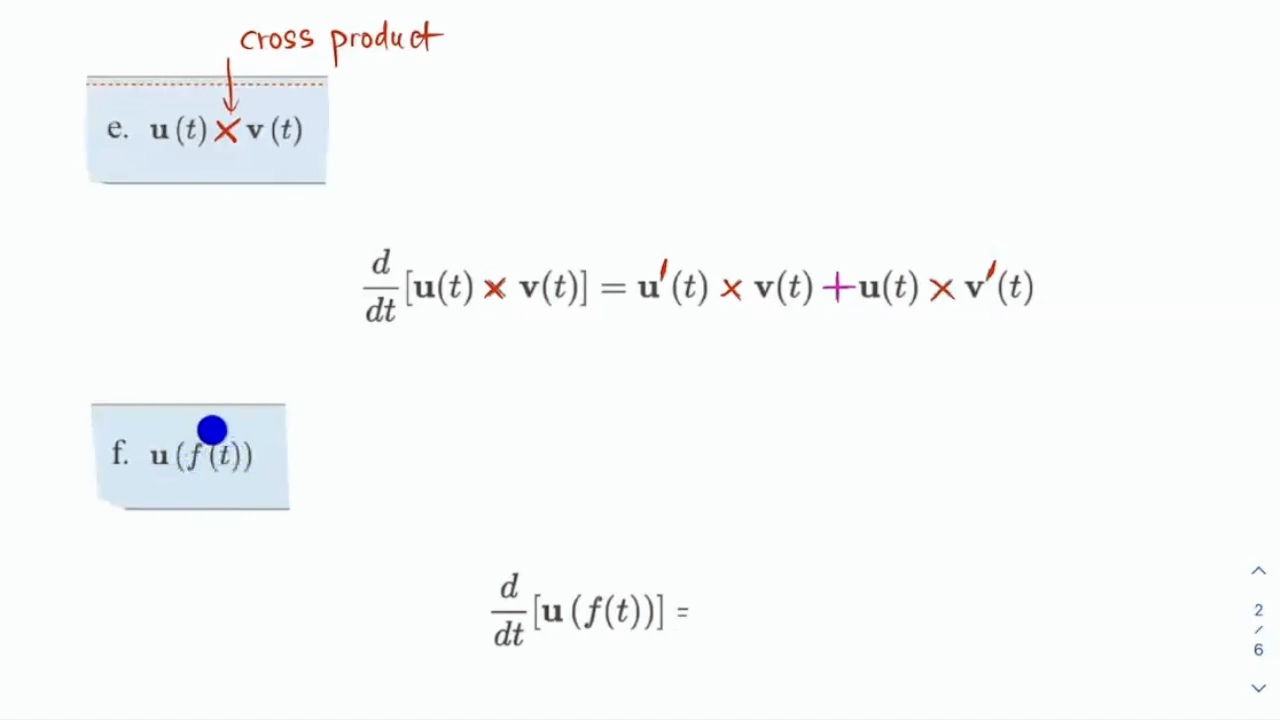 cross product
e. u(t) × v(t)
d/dt [u(t) × v(t)] = u′(t) × v(t) + u(t) × v′(t)
f. u(f(t))
d/dt [u(f(t))] =
2
/
6